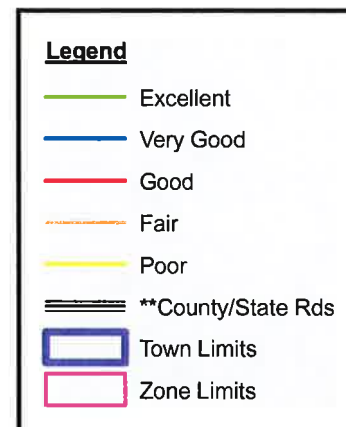 Legend
Excellent
Very Good
Good
Fair
Poor
**County/State Rds
Town Limits
Zone Limits